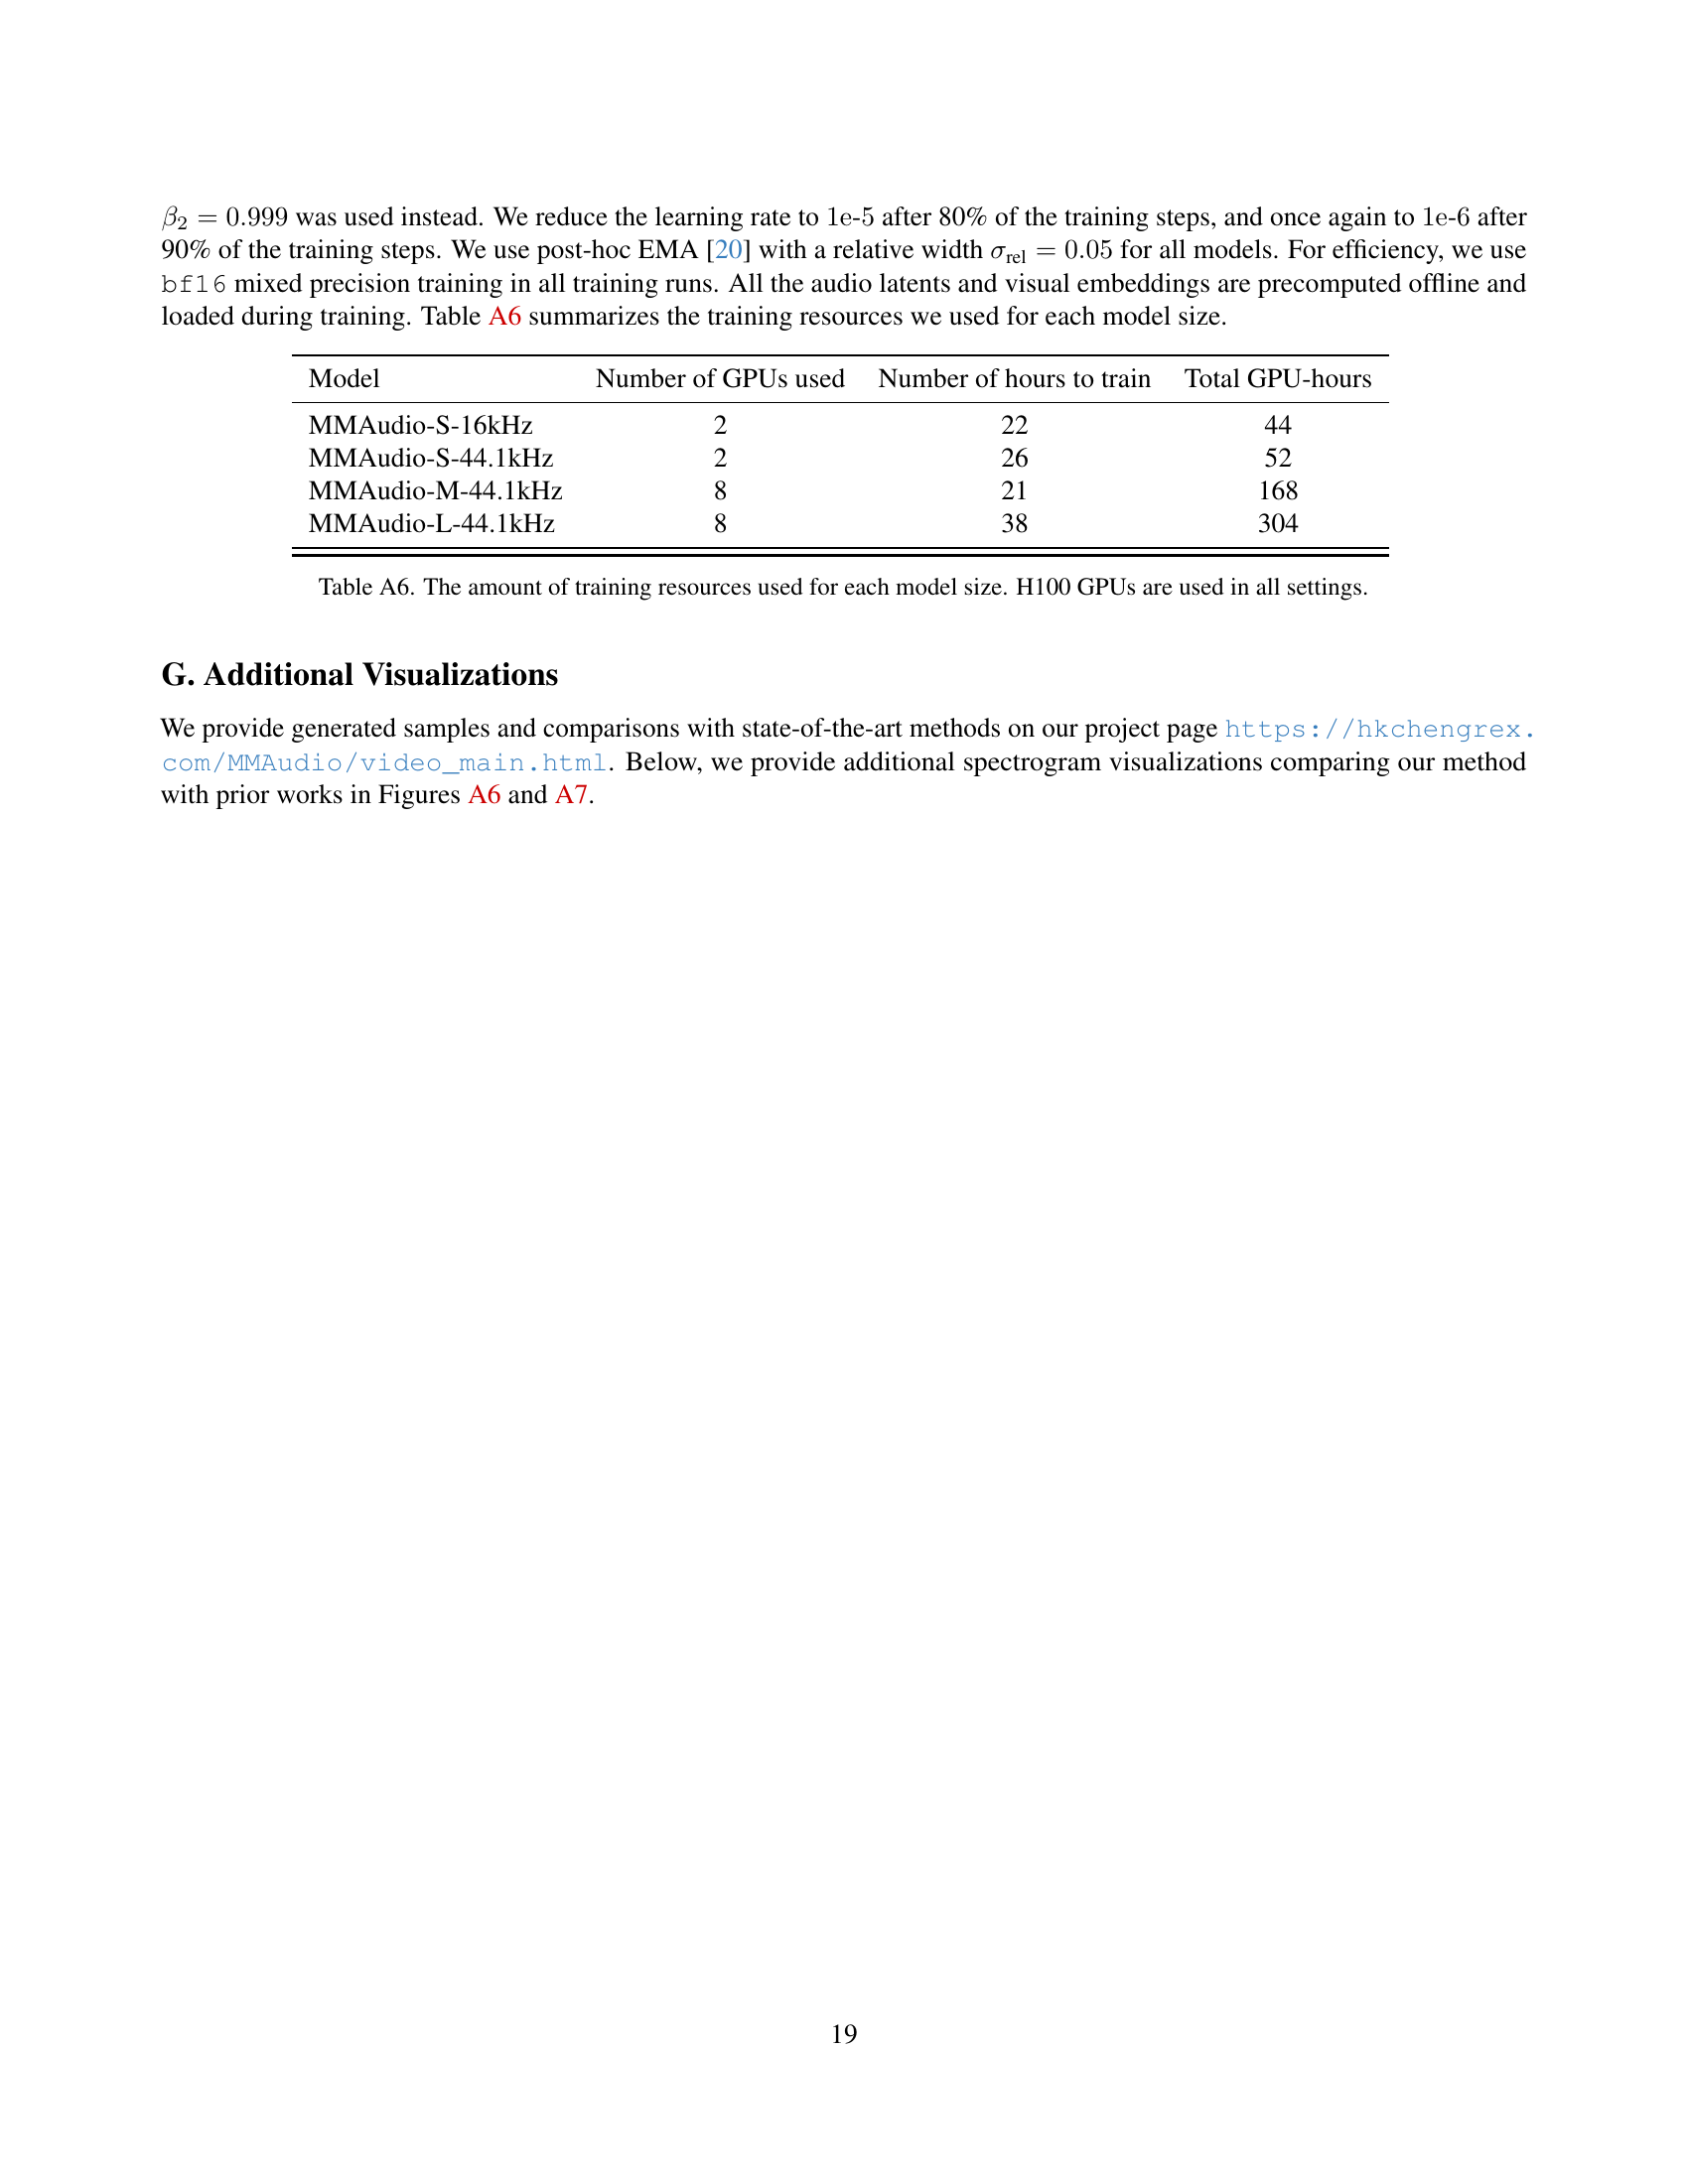 β₂ = 0.999 was used instead. We reduce the learning rate to 1e-5 after 80% of the training steps, and once again to 1e-6 after
90% of the training steps. We use post-hoc EMA [20] with a relative width σ_rel = 0.05 for all models. For efficiency, we use
bf16 mixed precision training in all training runs. All the audio latents and visual embeddings are precomputed offline and
loaded during training. Table A6 summarizes the training resources we used for each model size.
Model Number of GPUs used Number of hours to train Total GPU-hours
MMAudio-S-16kHz 2 22 44
MMAudio-S-44.1kHz 2 26 52
MMAudio-M-44.1kHz 8 21 168
MMAudio-L-44.1kHz 8 38 304
Table A6. The amount of training resources used for each model size. H100 GPUs are used in all settings.
G. Additional Visualizations
We provide generated samples and comparisons with state-of-the-art methods on our project page https://hkchengrex.
com/MMAudio/video_main.html. Below, we provide additional spectrogram visualizations comparing our method
with prior works in Figures A6 and A7.
19